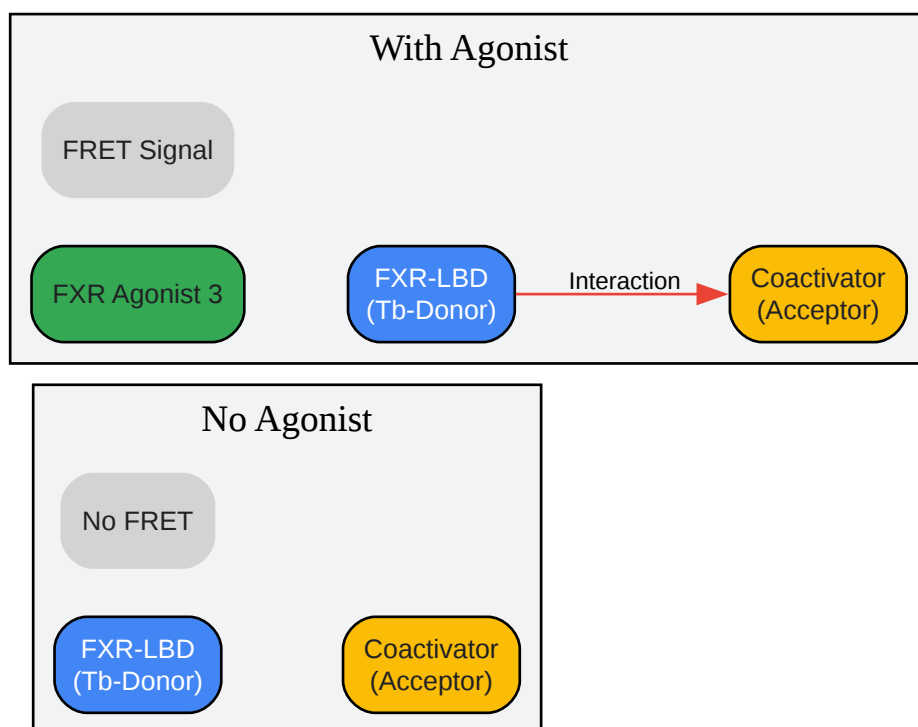 With Agonist
FRET Signal
FXR Agonist 3
FXR-LBD
(Tb-Donor)
Interaction
Coactivator
(Acceptor)
No Agonist
No FRET
FXR-LBD
(Tb-Donor)
Coactivator
(Acceptor)